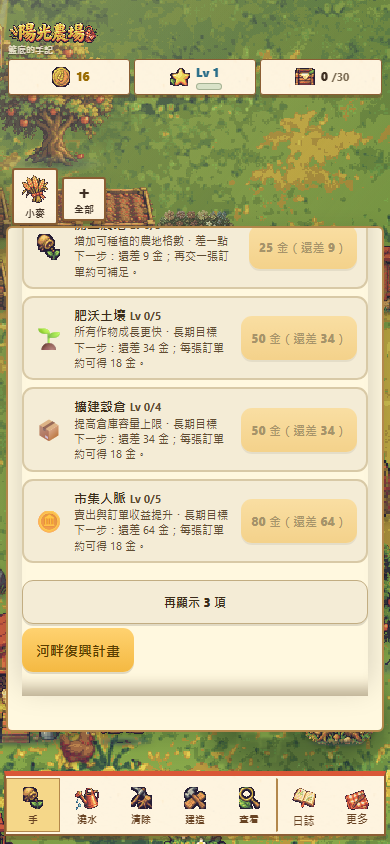 陽光農場
籃底的手記
16
Lv 1
0 /30
小麥
+
全部
增加可種植的農地格數 · 差一點
下一步：還差 9 金；再交一張訂
單約可補足。
25 金（還差 9 ）
肥沃土壤 Lv 0/5
所有作物成長更快 · 長期目標
下一步：還差 34 金；每張訂單
約可得 18 金。
50 金（還差 34 ）
擴建穀倉 Lv 0/4
提高倉庫容量上限 · 長期目標
下一步：還差 34 金；每張訂單
約可得 18 金。
50 金（還差 34 ）
市集人脈 Lv 0/5
賣出與訂單收益提升 · 長期目標
下一步：還差 64 金；每張訂單
約可得 18 金。
80 金（還差 64 ）
再顯示 3 項
河畔復興計畫
手
澆水
清除
建造
查看
日誌
更多